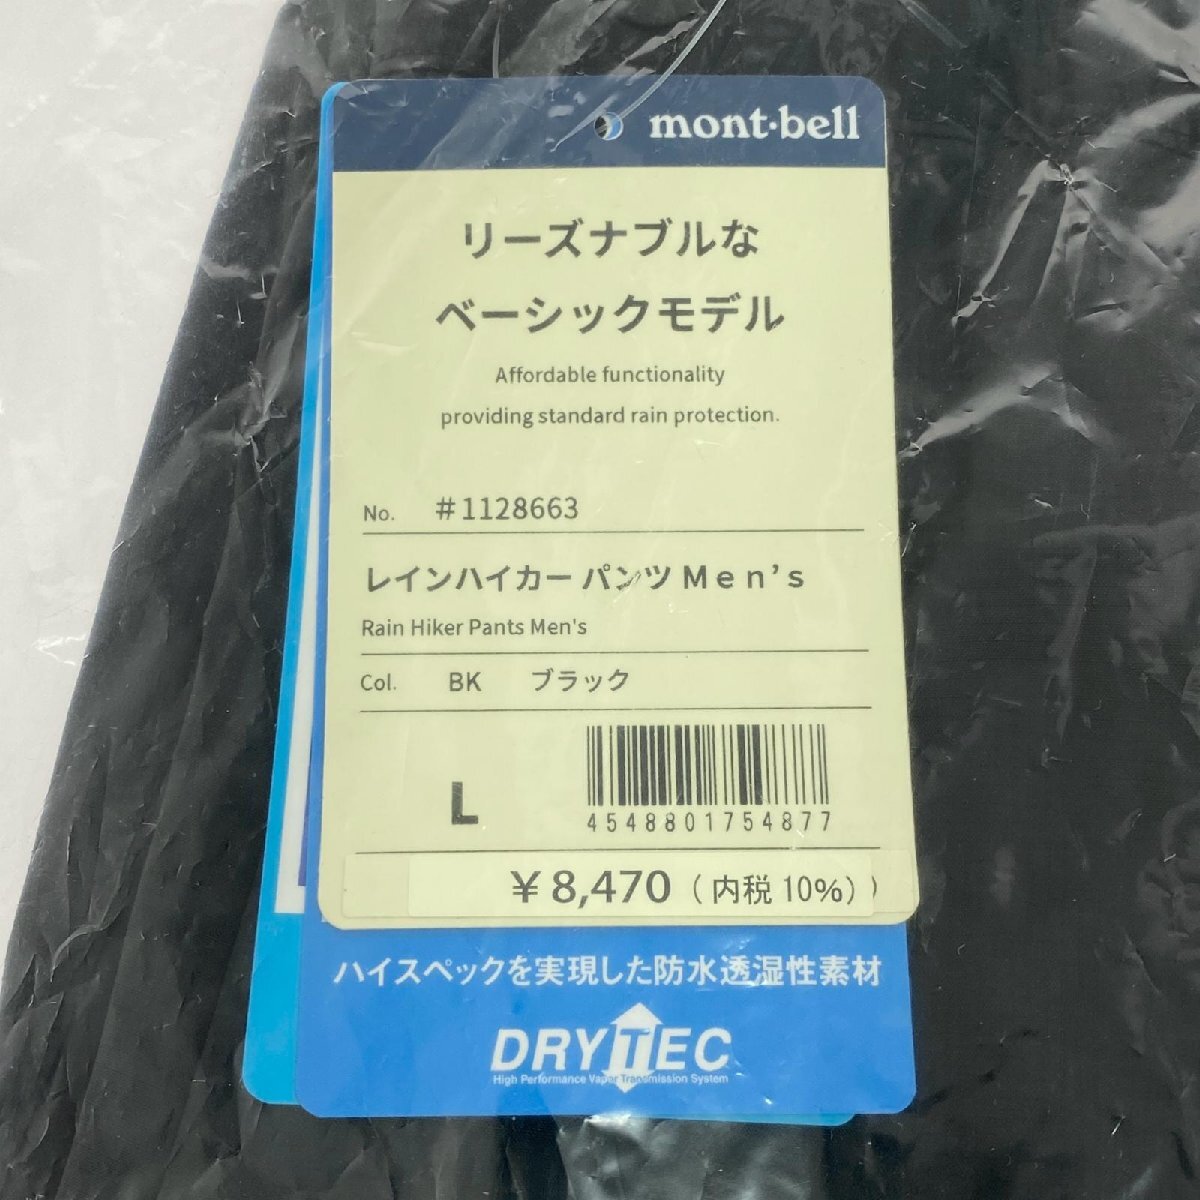 mont·bell
リーズナブルな
ベーシックモデル
Affordable functionality
providing standard rain protection.
No. #1128663
レインハイカー パンツ Men's
Rain Hiker Pants Men's
Col. BK ブラック
L
4548801754877
¥8,470 (内税10%) )
ハイスペックを実現した防水透湿性素材
DRYTEC
High Performance Vapor Transmission System